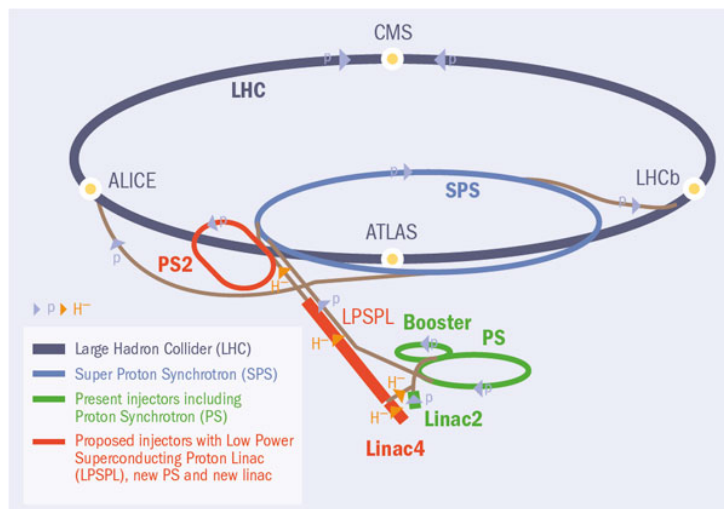 CMS
p
p
LHC
ALICE
LHCb
p
SPS
p
p
ATLAS
p
PS2
H⁻
p H⁻
p
LPSPL
Booster
PS
H⁻
p
Large Hadron Collider (LHC)
Super Proton Synchrotron (SPS)
Present injectors including
Proton Synchrotron (PS)
Proposed injectors with Low Power
Superconducting Proton Linac
(LPSPL), new PS and new linac
H⁻
p
p
H⁻
Linac2
Linac4